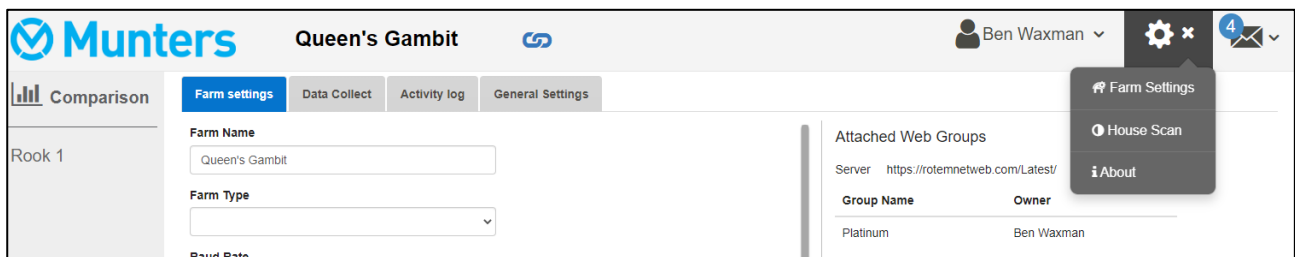 Munters
Queen's Gambit
Ben Waxman
4
Comparison
Rook 1
Farm settings
Data Collect
Activity log
General Settings
Farm Name
Queen's Gambit
Farm Type
Baud Rate
Attached Web Groups
Server https://rotemnetweb.com/Latest/
Group Name Owner
Platinum Ben Waxman
Farm Settings
House Scan
About